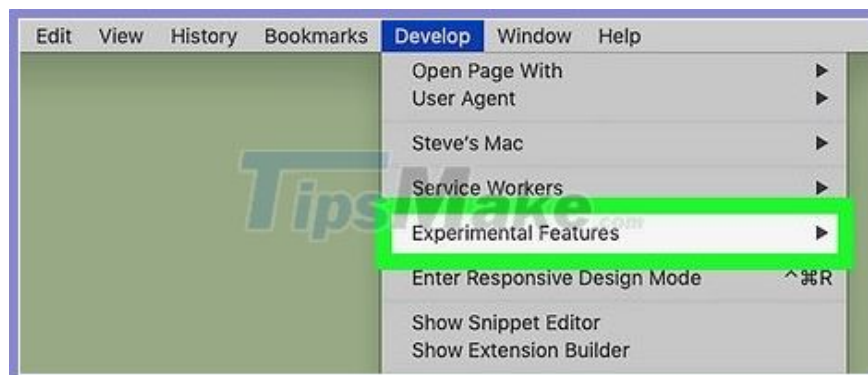 Edit View History Bookmarks Develop Window Help
Open Page With
User Agent
Steve's Mac
Service Workers
TipsMake.com
Experimental Features
Enter Responsive Design Mode ^⌘R
Show Snippet Editor
Show Extension Builder